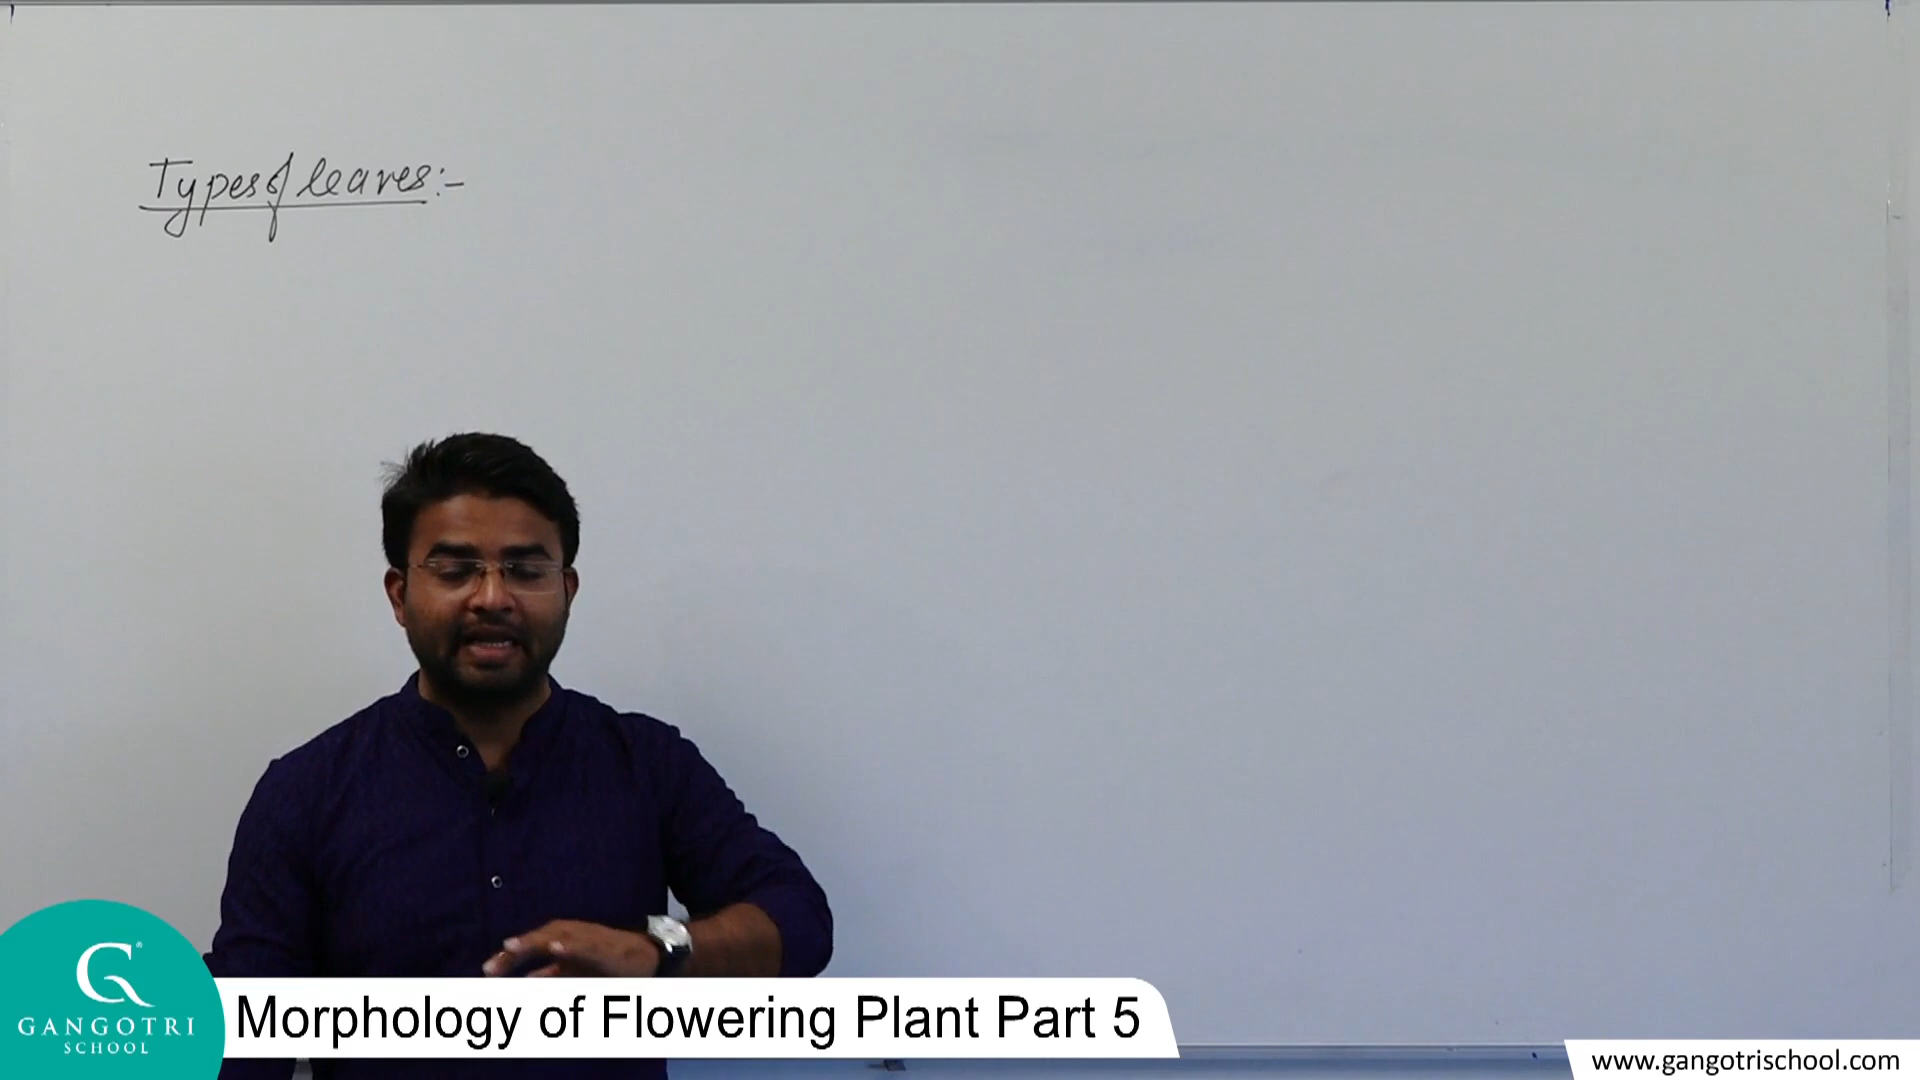 Types of leaves:-
GANGOTRI
SCHOOL
Morphology of Flowering Plant Part 5
www.gangotrischool.com